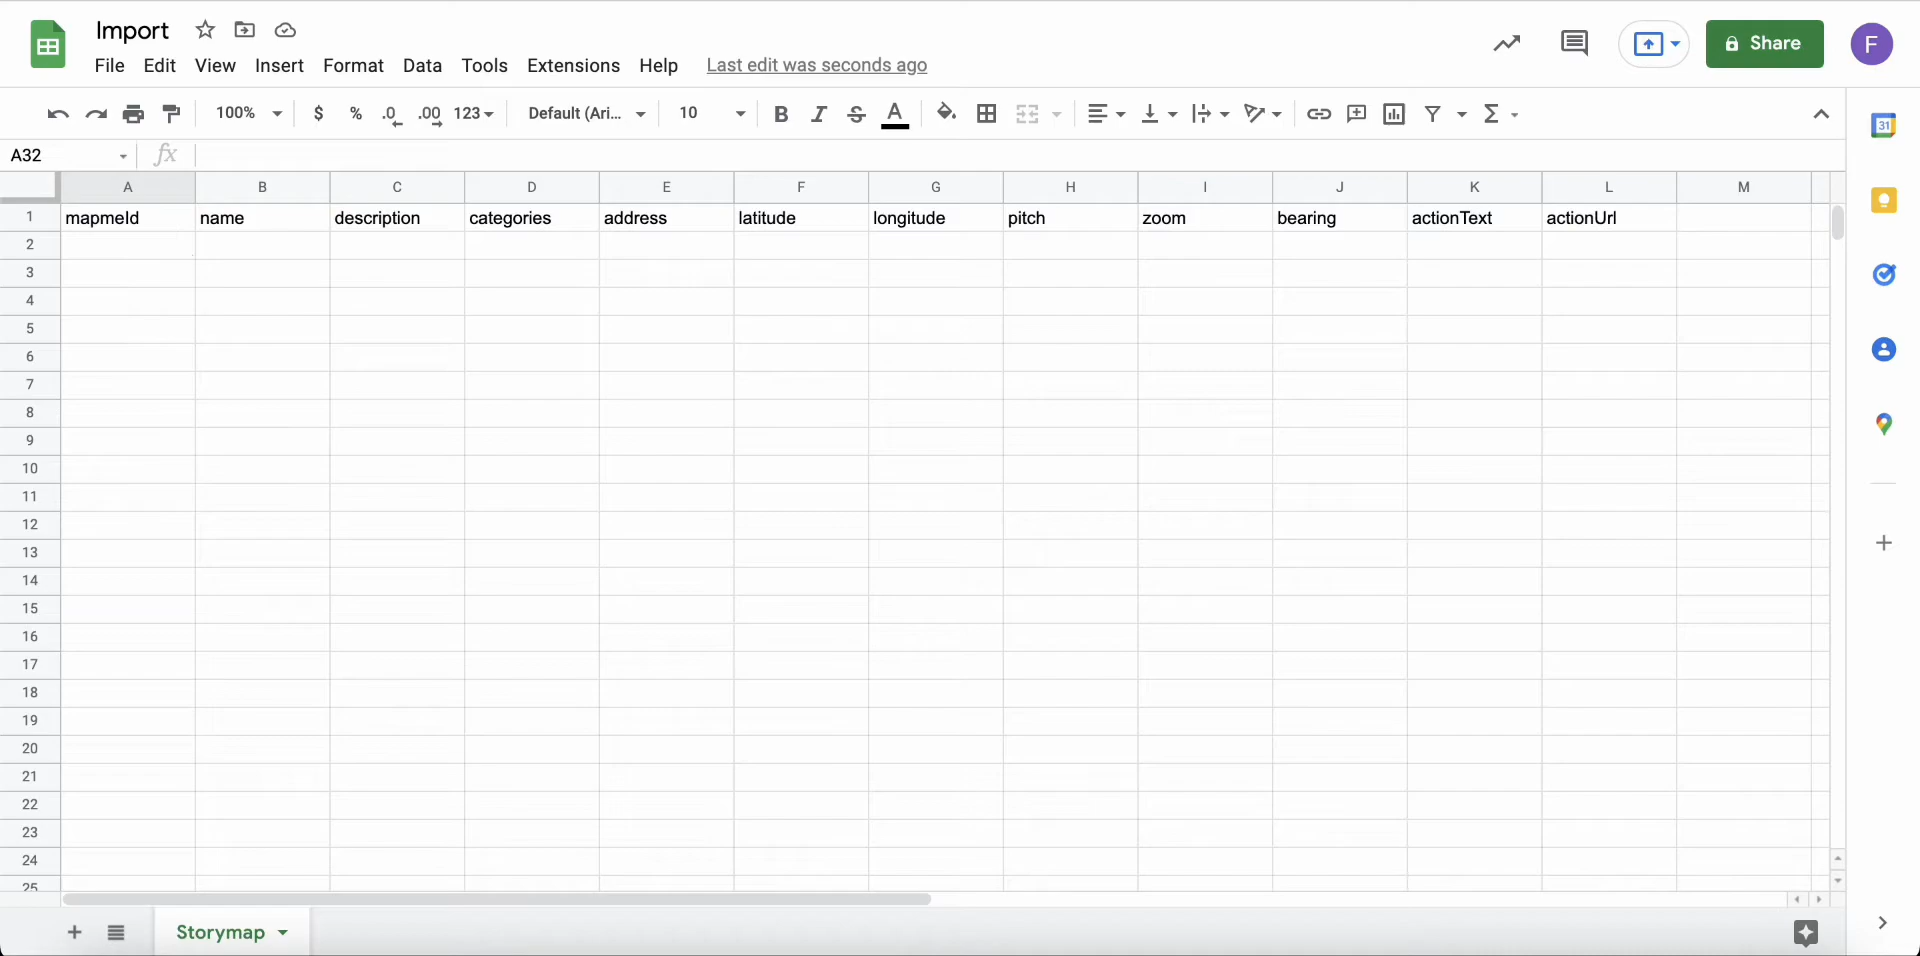 Import
File Edit View Insert Format Data Tools Extensions Help Last edit was seconds ago
Share
F
100% $ % .0 .00 123 Default (Ari... 10 B I S A
A32 fx
31
A B C D E F G H I J K L M
1 mapmeId name description categories address latitude longitude pitch zoom bearing actionText actionUrl
2
3
4
5
6
7
8
9
10
11
12
13
14
15
16
17
18
19
20
21
22
23
24
25
Storymap